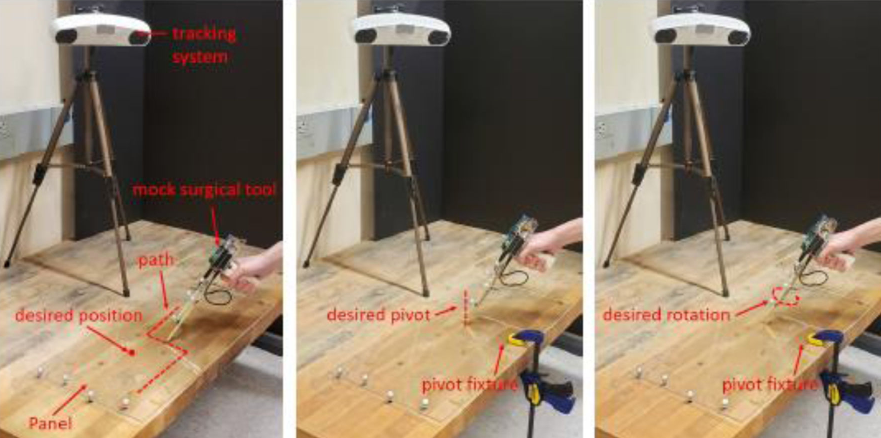 tracking
system
mock surgical tool
path
desired position
Panel
desired pivot
pivot fixture
desired rotation
pivot fixture